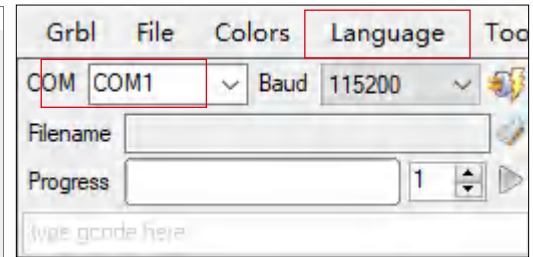 Grbl File Colors Language Too
COM COM1 Baud 115200
Filename
Progress 1
type gcode here